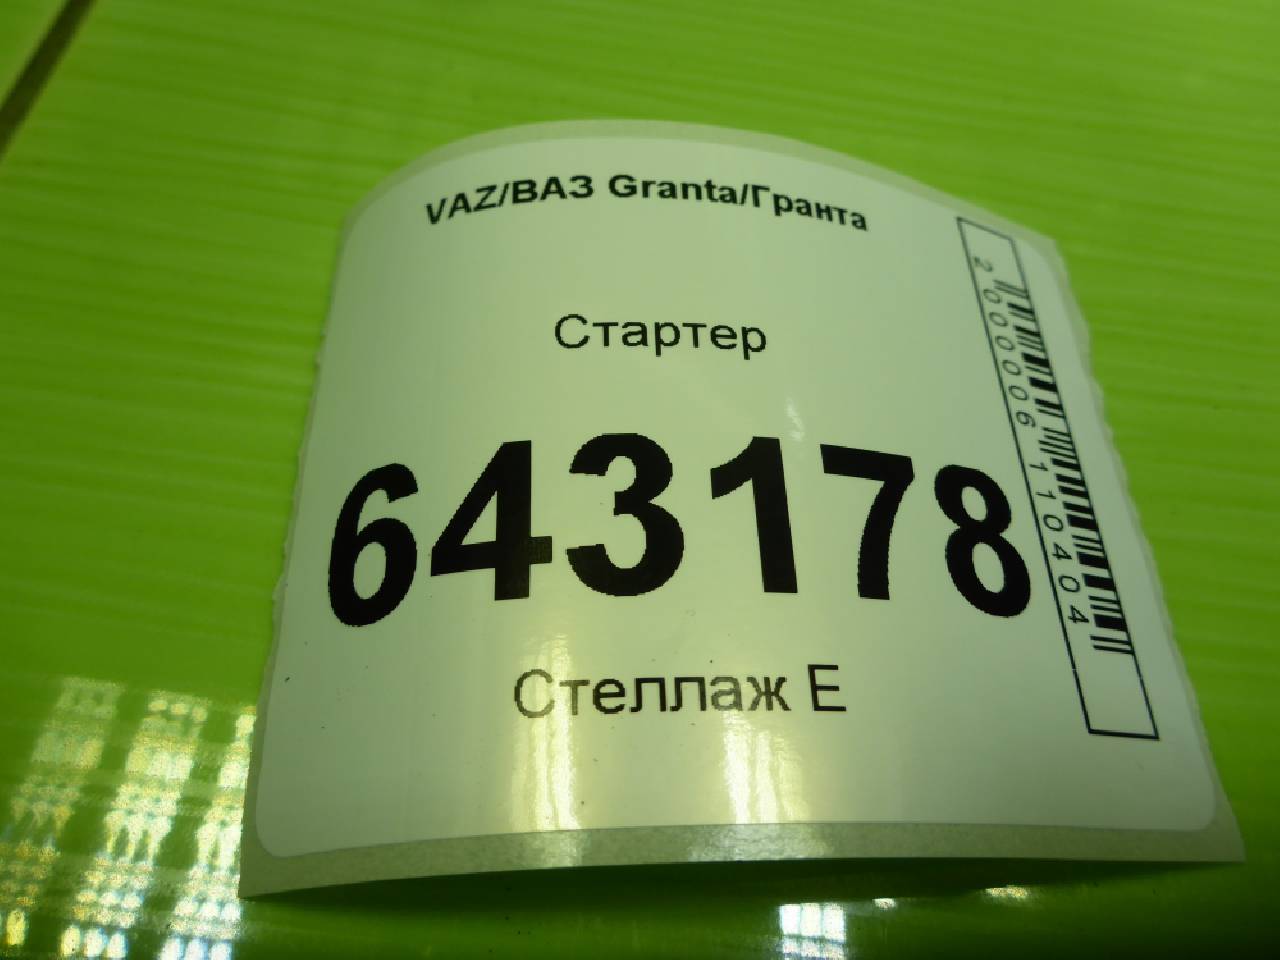 VAZ/ВАЗ Granta/Гранта
Стартер
643178
Стеллаж Е
2000006110404